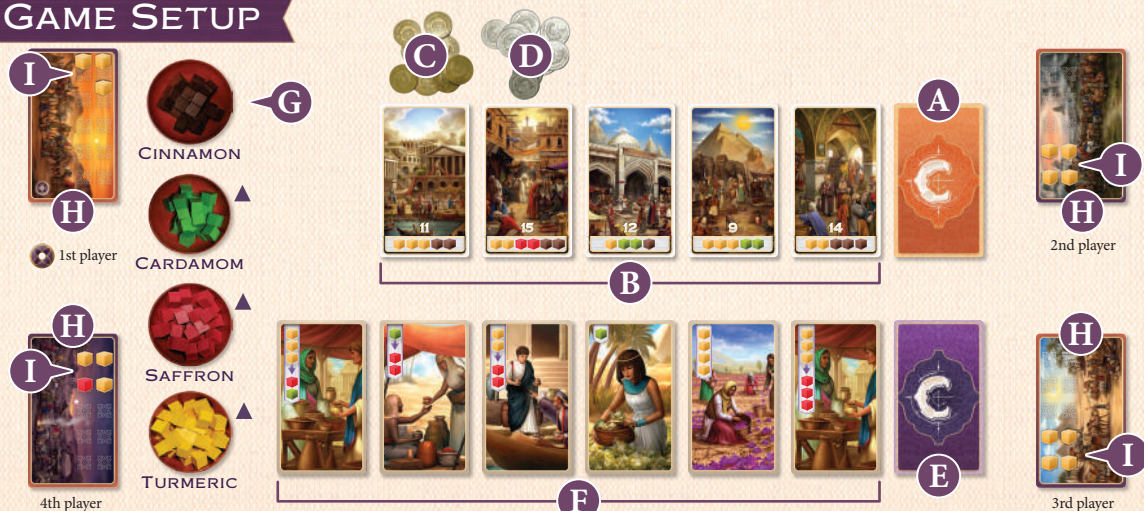 GAME SETUP
C
D
I
G
CINNAMON
A
I
11
15
12
9
14
H
H
1st player
2nd player
CARDAMOM
B
H
H
I
SAFFRON
I
TURMERIC
E
F
4th player
3rd player